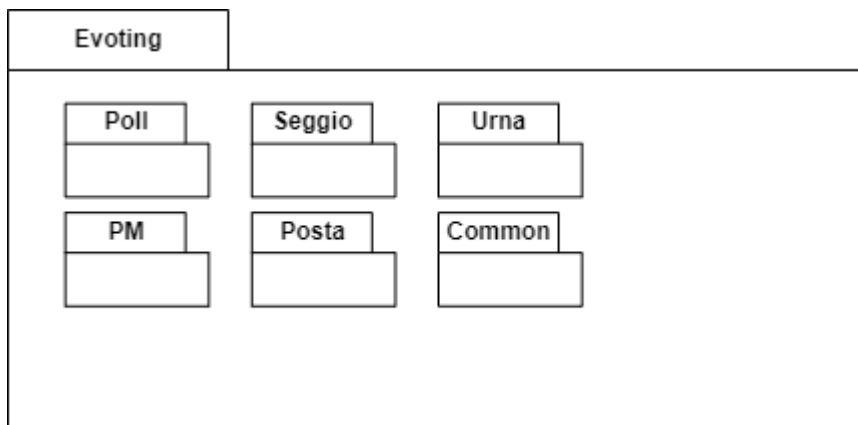 Evoting
Poll
Seggio
Urna
PM
Posta
Common